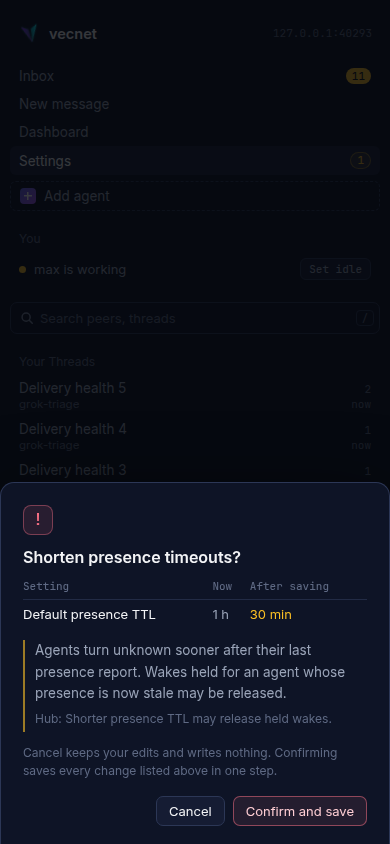 vecnet 127.0.0.1:40293
Inbox 11
New message
Dashboard
Settings 1
+ Add agent
You
max is working Set idle
Search peers, threads /
Your Threads
Delivery health 5 2
grok-triage now
Delivery health 4 1
grok-triage now
Delivery health 3 1
!
Shorten presence timeouts?
Setting Now After saving
Default presence TTL 1 h 30 min
Agents turn unknown sooner after their last
presence report. Wakes held for an agent whose
presence is now stale may be released.
Hub: Shorter presence TTL may release held wakes.
Cancel keeps your edits and writes nothing. Confirming
saves every change listed above in one step.
Cancel Confirm and save